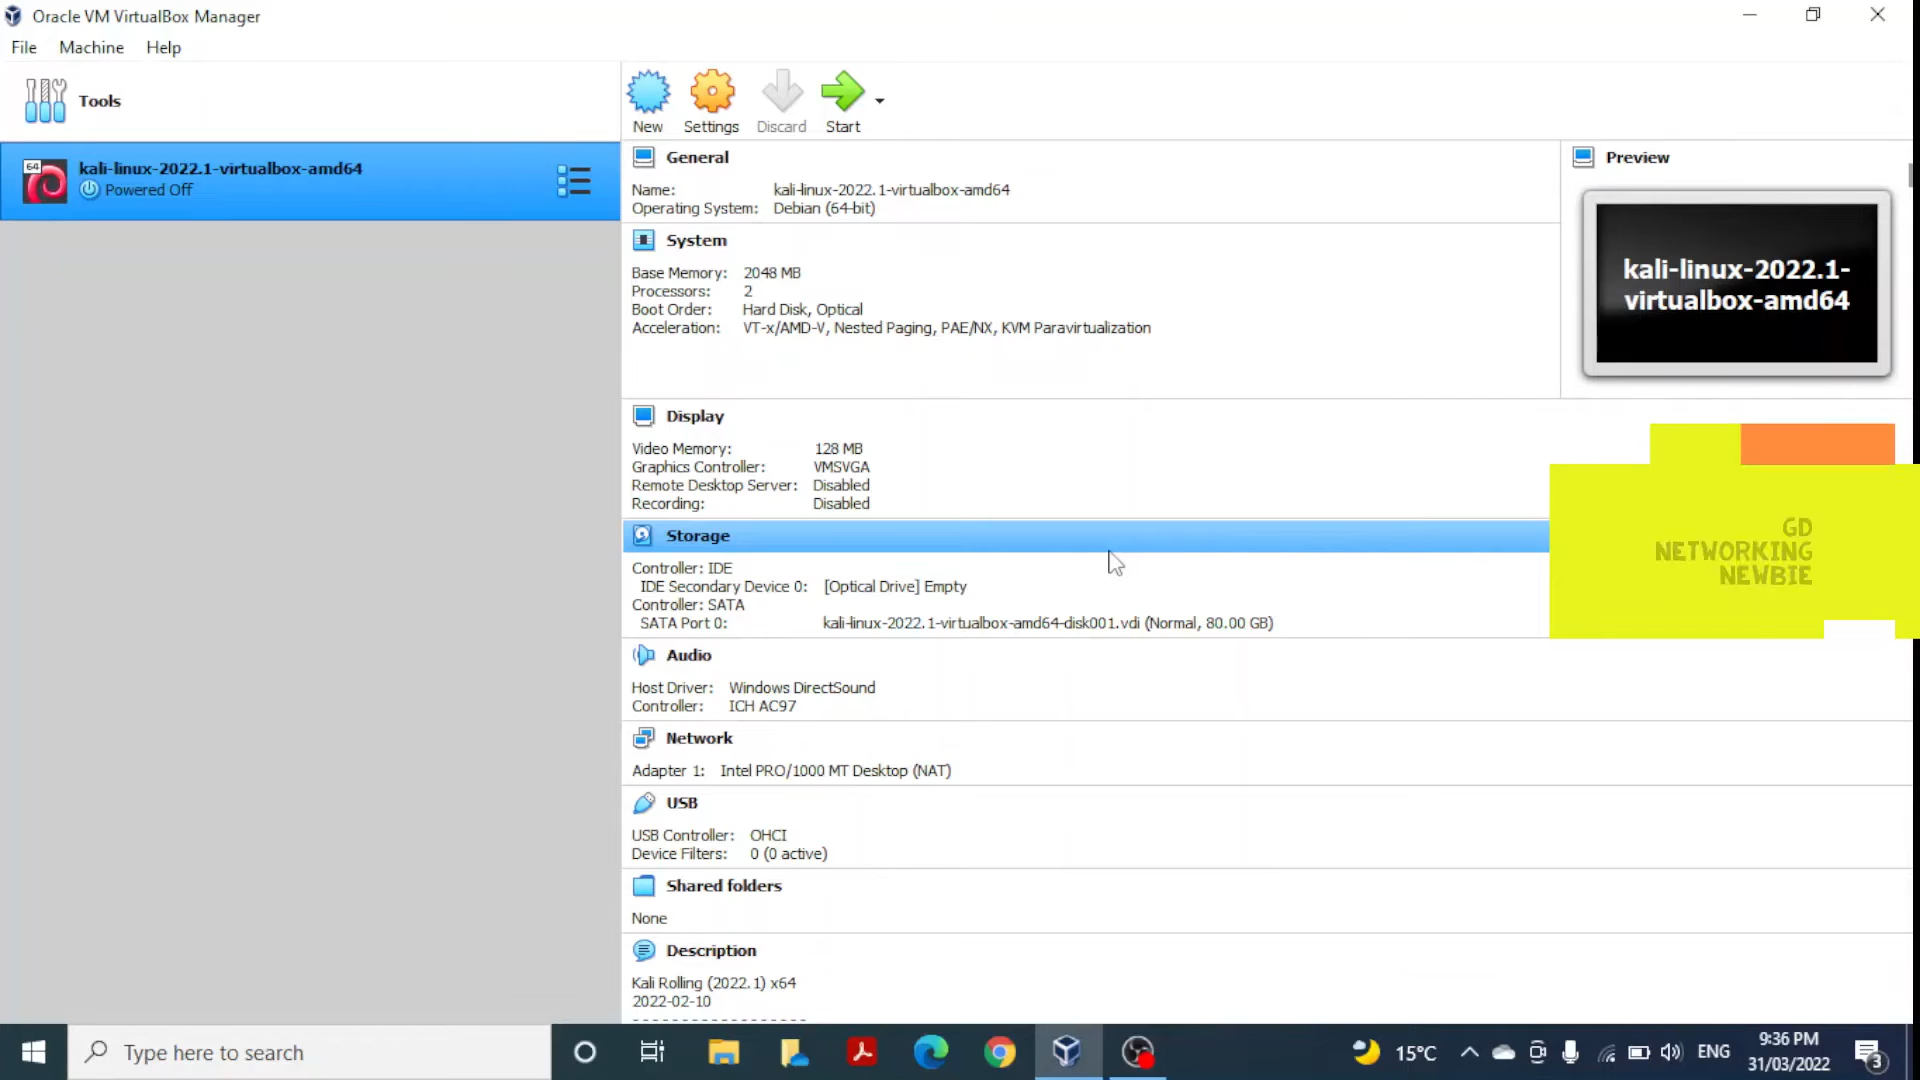 Oracle VM VirtualBox Manager
File Machine Help
Tools
New Settings Discard Start
64
kali-linux-2022.1-virtualbox-amd64
Powered Off
General
Name: kali-linux-2022.1-virtualbox-amd64
Operating System: Debian (64-bit)
Preview
kali-linux-2022.1-
virtualbox-amd64
System
Base Memory: 2048 MB
Processors: 2
Boot Order: Hard Disk, Optical
Acceleration: VT-x/AMD-V, Nested Paging, PAE/NX, KVM Paravirtualization
Display
Video Memory: 128 MB
Graphics Controller: VMSVGA
Remote Desktop Server: Disabled
Recording: Disabled
GD
NETWORKING
NEWBIE
Storage
Controller: IDE
IDE Secondary Device 0: [Optical Drive] Empty
Controller: SATA
SATA Port 0: kali-linux-2022.1-virtualbox-amd64-disk001.vdi (Normal, 80.00 GB)
Audio
Host Driver: Windows DirectSound
Controller: ICH AC97
Network
Adapter 1: Intel PRO/1000 MT Desktop (NAT)
USB
USB Controller: OHCI
Device Filters: 0 (0 active)
Shared folders
None
Description
Kali Rolling (2022.1) x64
2022-02-10
--------------------
Type here to search
15°C
ENG
9:36 PM
31/03/2022
3